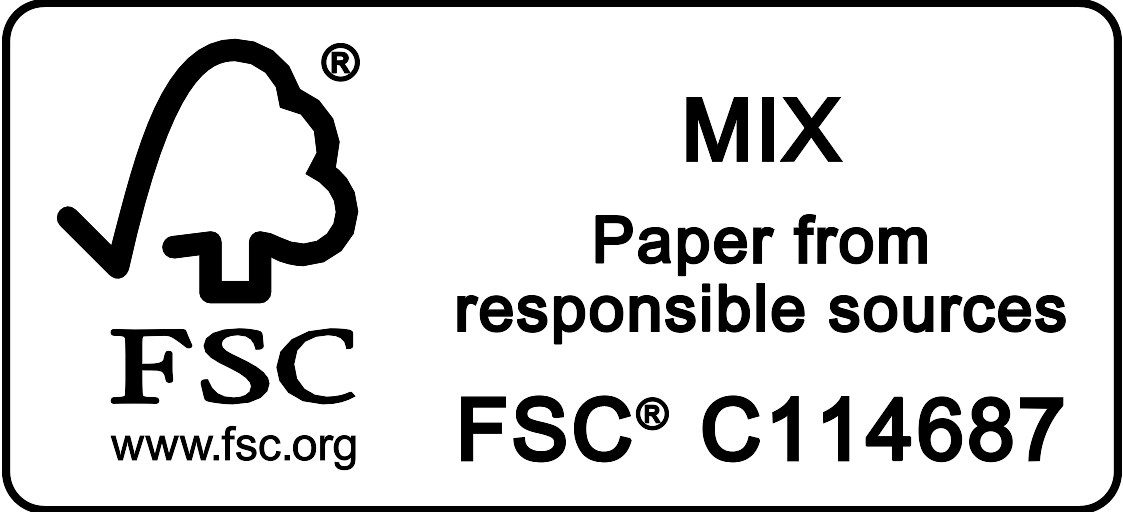 ®
FSC
www.fsc.org
MIX
Paper from
responsible sources
FSC® C114687